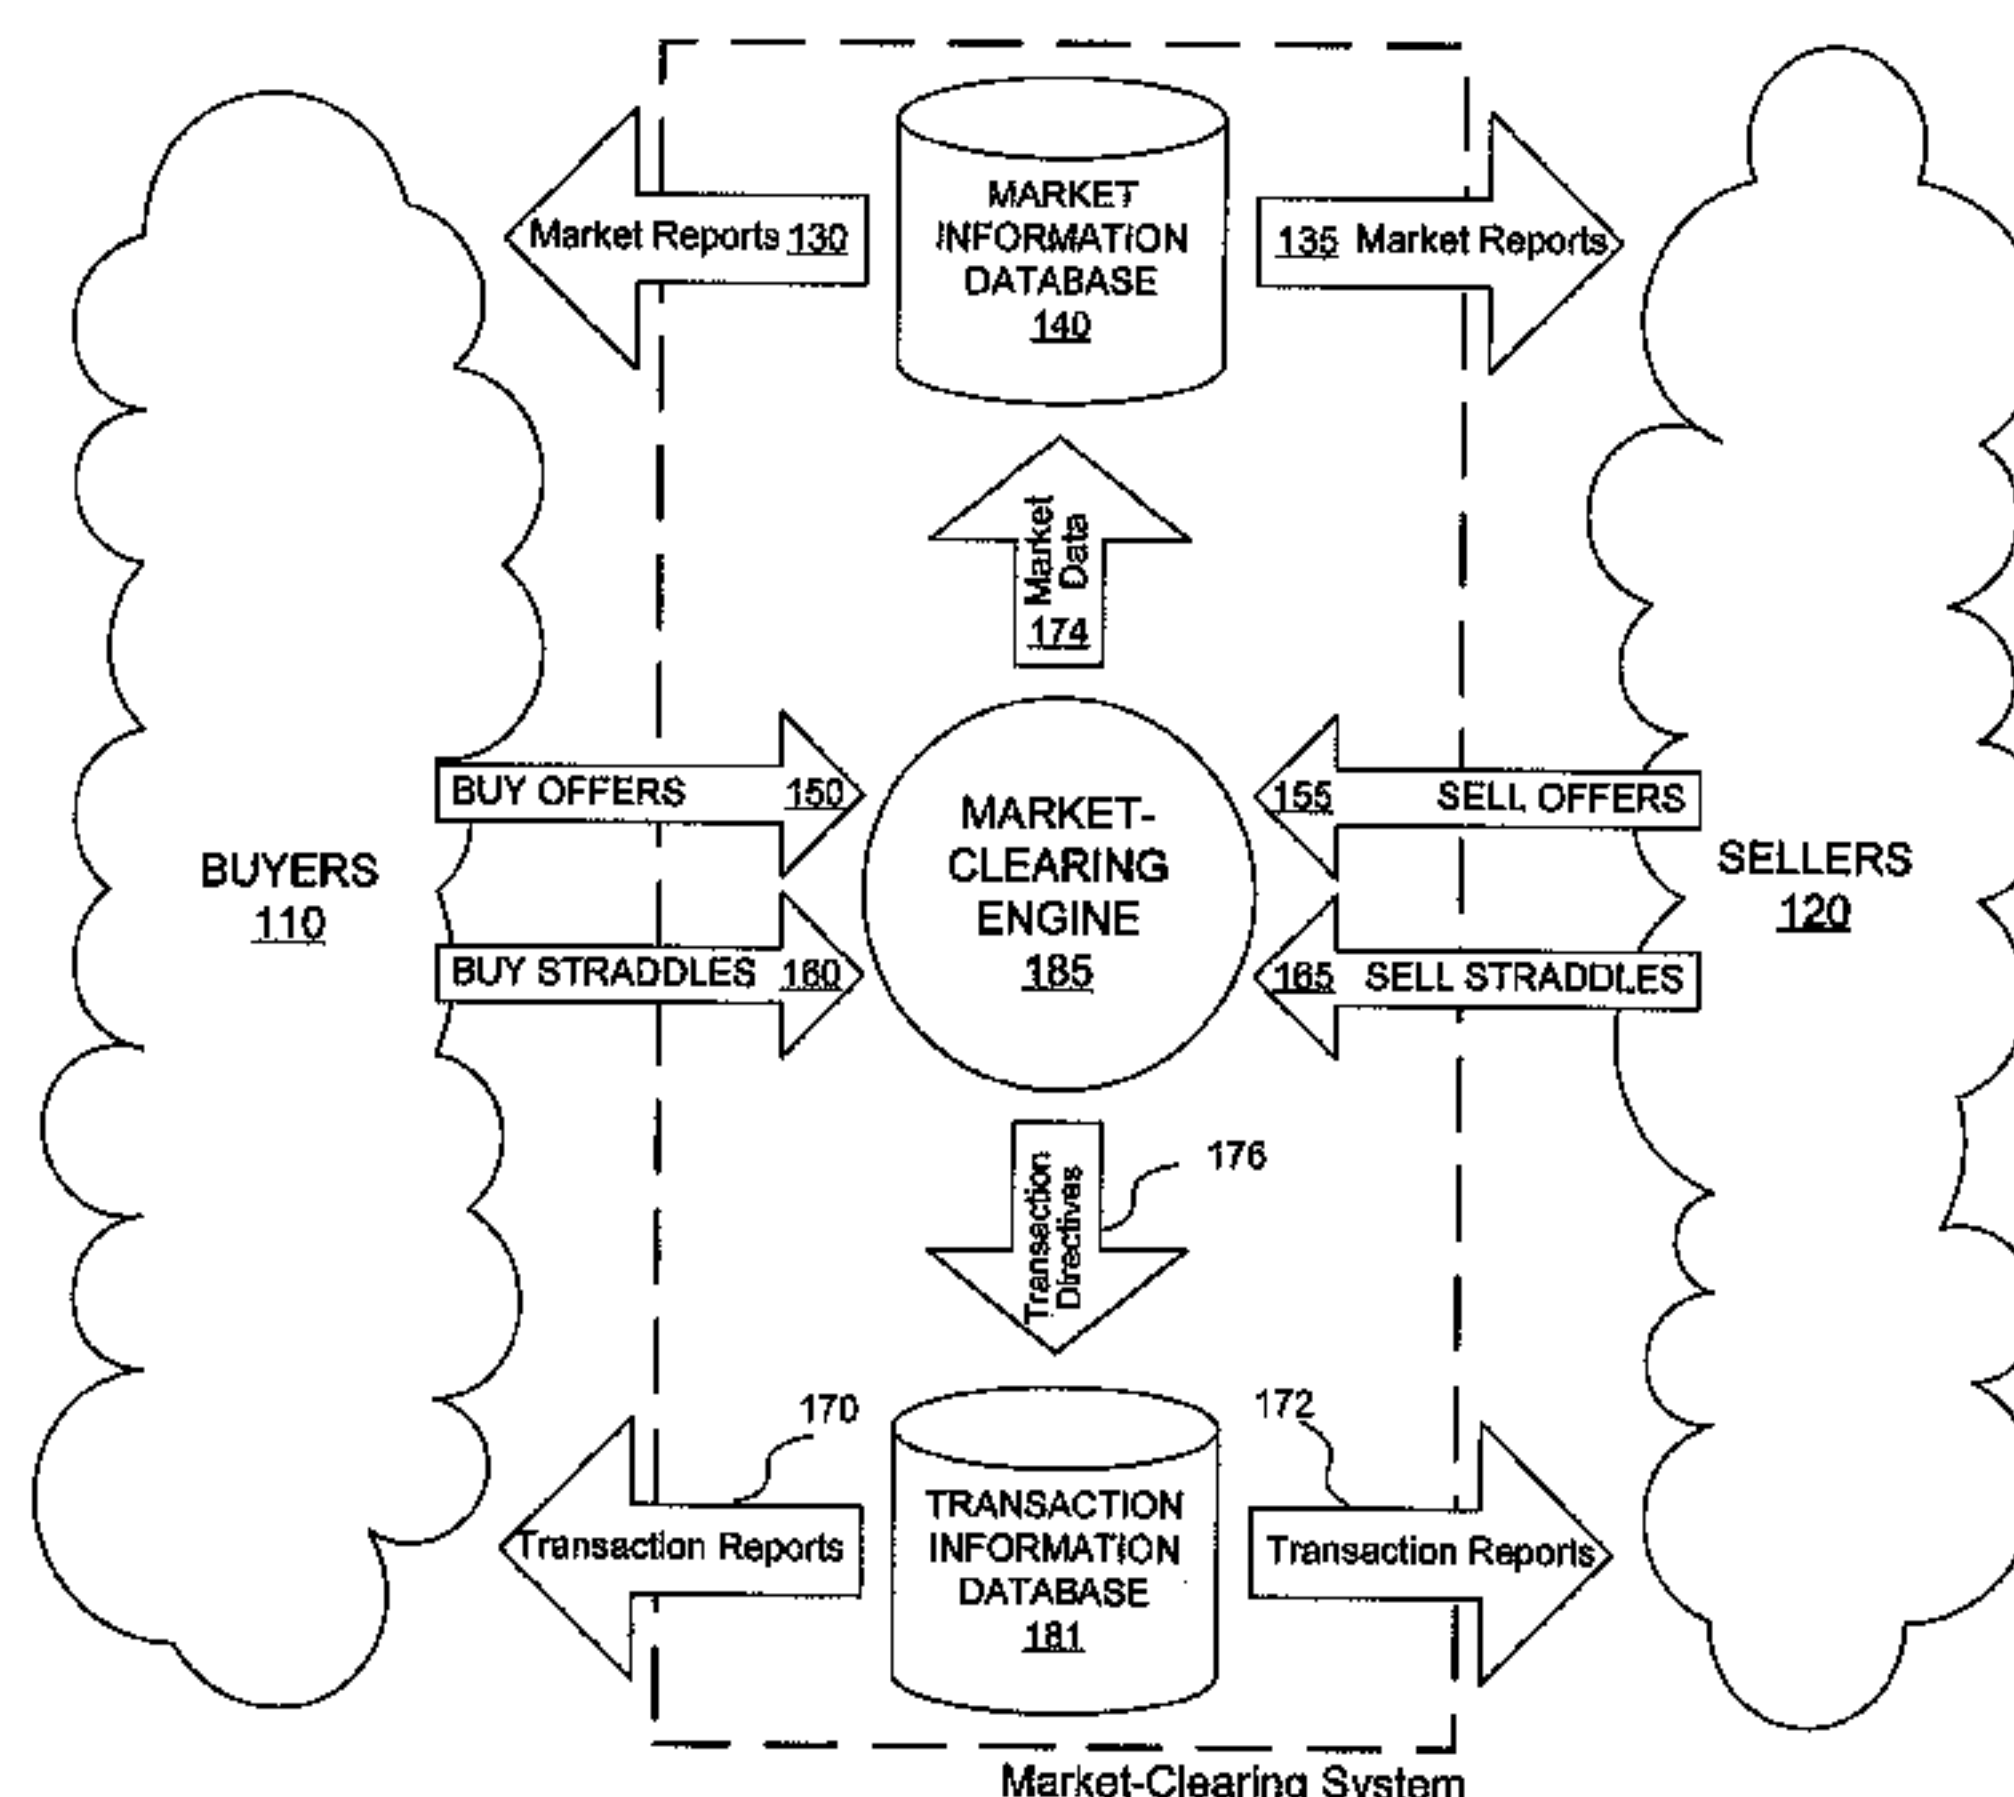 MARKET
INFORMATION
DATABASE
140
Market Reports 130
135 Market Reports
Market
Data
174
BUY OFFERS 150
155 SELL OFFERS
MARKET-
CLEARING
ENGINE
185
BUYERS
110
SELLERS
120
BUY STRADDLES 160
165 SELL STRADDLES
Transaction
Directives
176
170
172
TRANSACTION
INFORMATION
DATABASE
181
Transaction Reports
Transaction Reports
Market-Clearing System